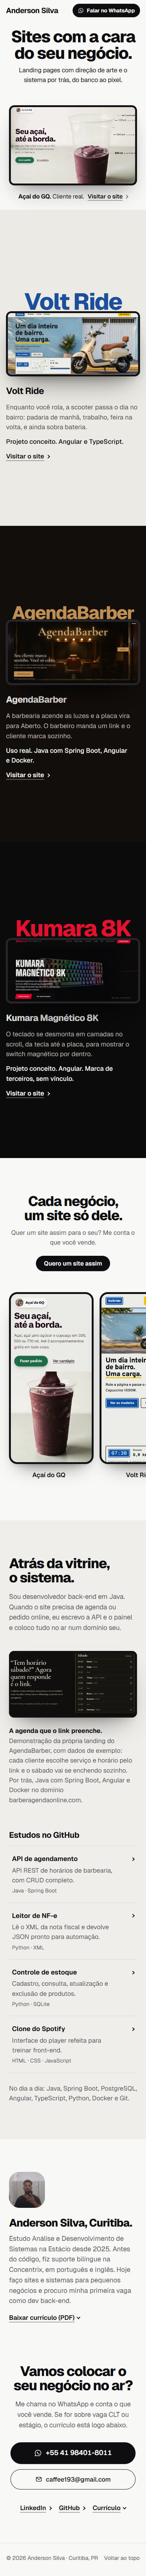 Anderson Silva
Falar no WhatsApp
Sites com a cara
do seu negócio.
Landing pages com direção de arte e o
sistema por trás, do banco ao pixel.
Seu açaí,
até a borda.
Açaí do GQ. Cliente real. Visitar o site
Volt Ride
Um dia inteiro
de bairro.
Uma carga.
Volt Ride
Enquanto você rola, a scooter passa o dia no
bairro: padaria de manhã, trabalho, feira na
volta, e ainda sobra bateria.
Projeto conceito. Angular e TypeScript.
Visitar o site
AgendaBarber
AgendaBarber
Seu cliente marca
sozinho. Você só corta.
AgendaBarber
A barbearia acende as luzes e a placa vira
para Aberto. O barbeiro manda um link e o
cliente marca sozinho.
Uso real. Java com Spring Boot, Angular
e Docker.
Visitar o site
Kumara 8K
KUMARA
MAGNÉTICO 8K
Kumara Magnético 8K
O teclado se desmonta em camadas no
scroll, da tecla até a placa, para mostrar o
switch magnético por dentro.
Projeto conceito. Angular. Marca de
terceiros, sem vínculo.
Visitar o site
Cada negócio,
um site só dele.
Quer um site assim para o seu? Me conta o
que você vende.
Quero um site assim
Açaí do GQ
Seu açaí,
até a borda.
Fazer pedido
Ver cardápio
Um dia inteiro
de bairro.
Uma carga.
07:30
Açaí do GQ
Volt Ri
Atrás da vitrine,
o sistema.
Sou desenvolvedor back-end em Java.
Quando o site precisa de agenda ou
pedido online, eu escrevo a API e o painel
e coloco tudo no ar num domínio seu.
"Tem horário
sábado?" Agora
quem responde
é o link.
A agenda que o link preenche.
Demonstração da própria landing do
AgendaBarber, com dados de exemplo:
cada cliente escolhe serviço e horário pelo
link e o sábado vai se enchendo sozinho.
Por trás, Java com Spring Boot, Angular e
Docker no domínio
barberagendaonline.com.
Estudos no GitHub
API de agendamento
API REST de horários de barbearia,
com CRUD completo.
Java · Spring Boot
Leitor de NF-e
Lê o XML da nota fiscal e devolve
JSON pronto para automação.
Python · XML
Controle de estoque
Cadastro, consulta, atualização e
exclusão de produtos.
Python · SQLite
Clone do Spotify
Interface do player refeita para
treinar front-end.
HTML · CSS · JavaScript
No dia a dia: Java, Spring Boot, PostgreSQL,
Angular, TypeScript, Python, Docker e Git.
Anderson Silva, Curitiba.
Estudo Análise e Desenvolvimento de
Sistemas na Estácio desde 2025. Antes
do código, fiz suporte bilíngue na
Concentrix, em português e inglês. Hoje
faço sites e sistemas para pequenos
negócios e procuro minha primeira vaga
como dev back-end.
Baixar currículo (PDF)
Vamos colocar o
seu negócio no ar?
Me chama no WhatsApp e conta o que
você vende. Se for sobre vaga CLT ou
estágio, o currículo está logo abaixo.
+55 41 98401-8011
caffee193@gmail.com
LinkedIn
GitHub
Currículo
© 2026 Anderson Silva · Curitiba, PR
Voltar ao topo